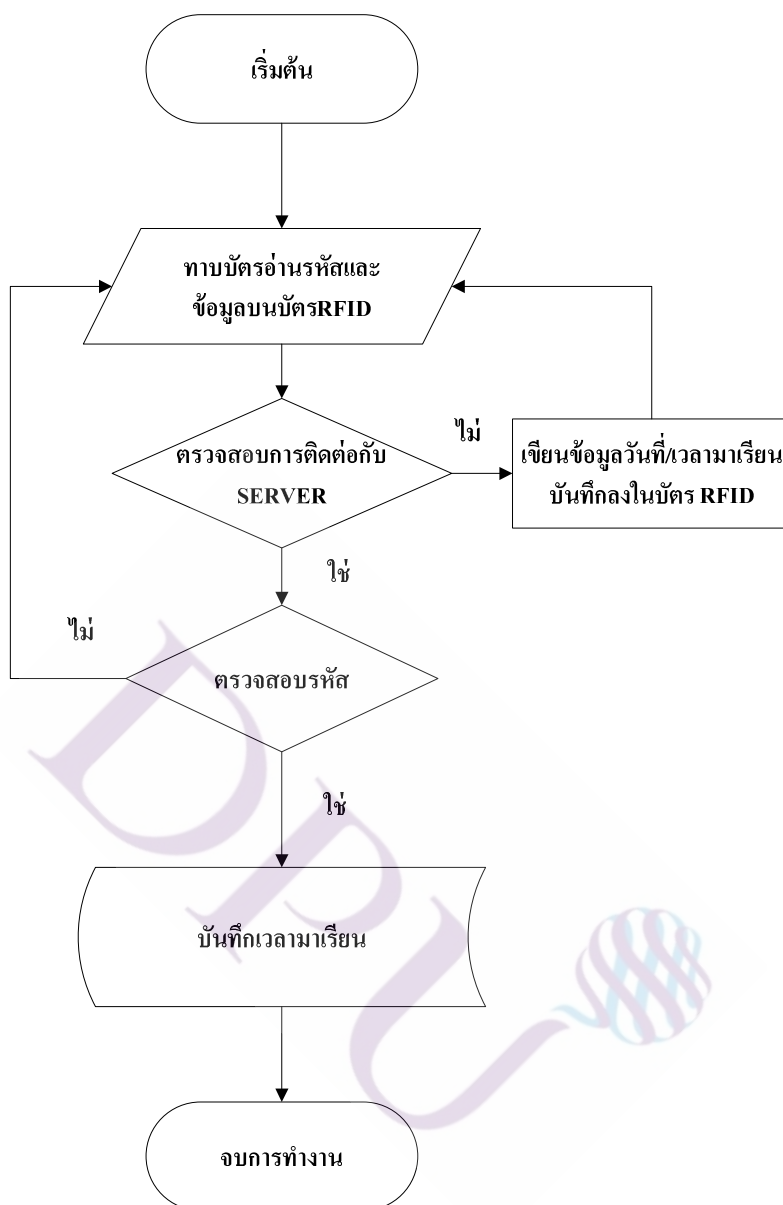 เริ่มต้น
ทาบบัตรอ่านรหัสและ
ข้อมูลบนบัตรRFID
ตรวจสอบการติดต่อกับ
SERVER
ไม่
เขียนข้อมูลวันที่/เวลามาเรียน
บันทึกลงในบัตร RFID
ใช่
ไม่
ตรวจสอบรหัส
ใช่
บันทึกเวลามาเรียน
จบการทำงาน
DPU